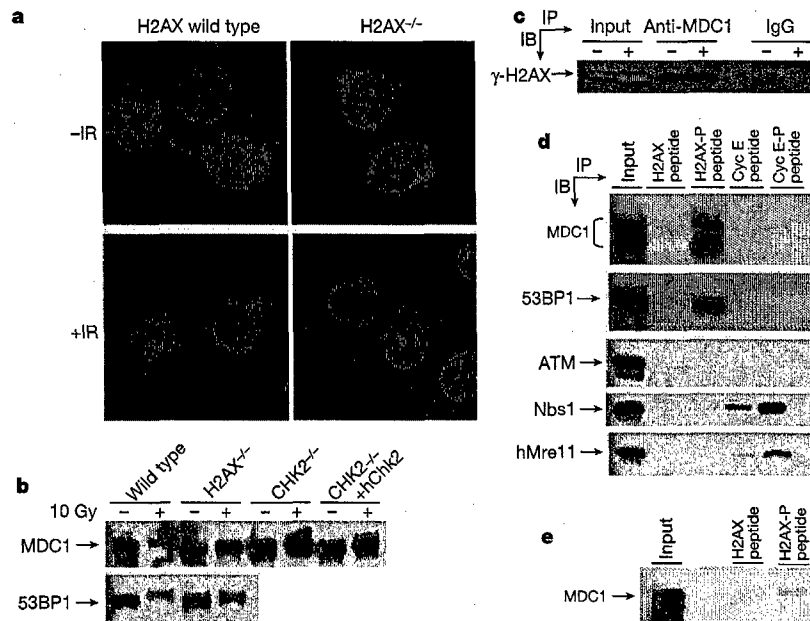 a
H2AX wild type
H2AX-/-
–IR
+IR
b
Wild type
H2AX-/-
CHK2-/-
CHK2-/- +hChk2
10 Gy – + – + – + – +
MDC1
53BP1
c
IP
IB
Input Anti-MDC1 IgG
– + – + – +
γ-H2AX
d
IP
IB
Input
H2AX peptide
H2AX-P peptide
Cyc E peptide
Cyc E-P peptide
MDC1
53BP1
ATM
Nbs1
hMre11
e
Input
H2AX peptide
H2AX-P peptide
MDC1